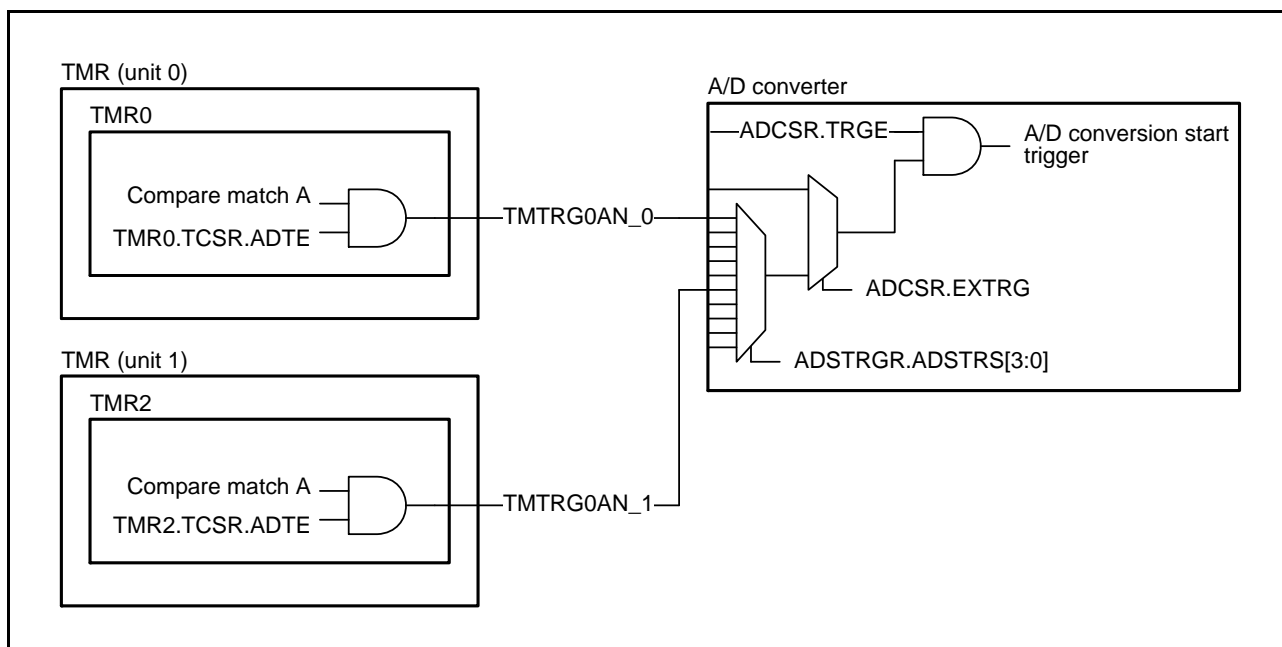 TMR (unit 0)
TMR0
Compare match A
TMR0.TCSR.ADTE
TMTRG0AN_0
A/D converter
ADCSR.TRGE
A/D conversion start
trigger
ADCSR.EXTRG
ADSTRGR.ADSTRS[3:0]
TMR (unit 1)
TMR2
Compare match A
TMR2.TCSR.ADTE
TMTRG0AN_1